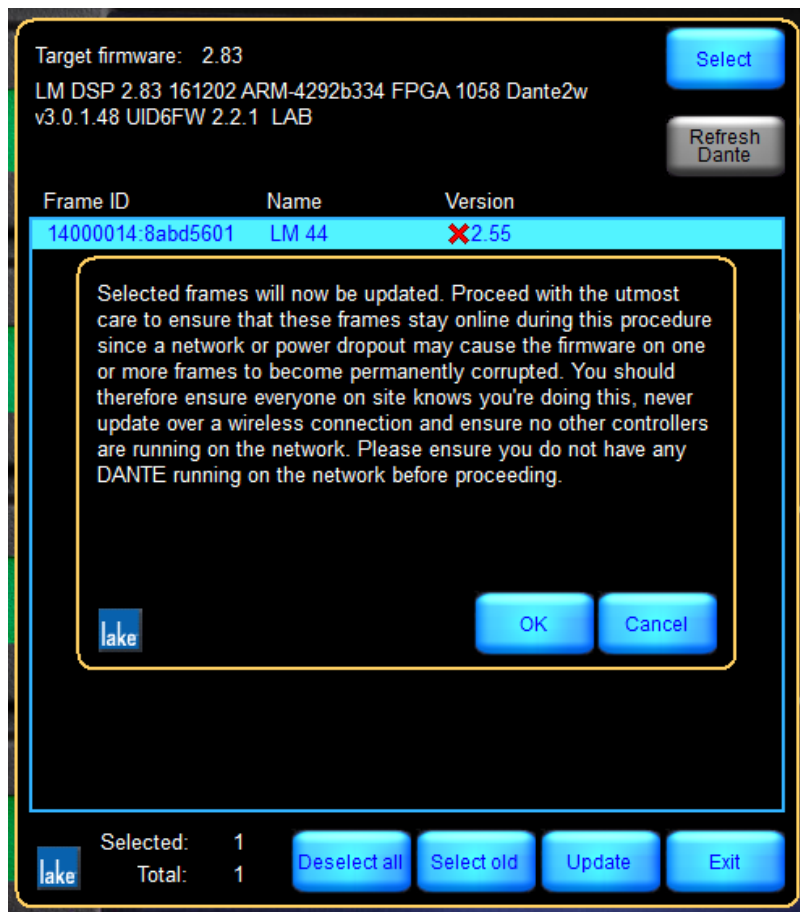 Target firmware: 2.83
Select
LM DSP 2.83 161202 ARM-4292b334 FPGA 1058 Dante2w
v3.0.1.48 UID6FW 2.2.1 LAB
Refresh
Dante
Frame ID Name Version
14000014:8abd5601 LM 44 2.55
Selected frames will now be updated. Proceed with the utmost
care to ensure that these frames stay online during this procedure
since a network or power dropout may cause the firmware on one
or more frames to become permanently corrupted. You should
therefore ensure everyone on site knows you're doing this, never
update over a wireless connection and ensure no other controllers
are running on the network. Please ensure you do not have any
DANTE running on the network before proceeding.
lake
OK Cancel
Selected: 1
lake
Total: 1
Deselect all Select old Update Exit